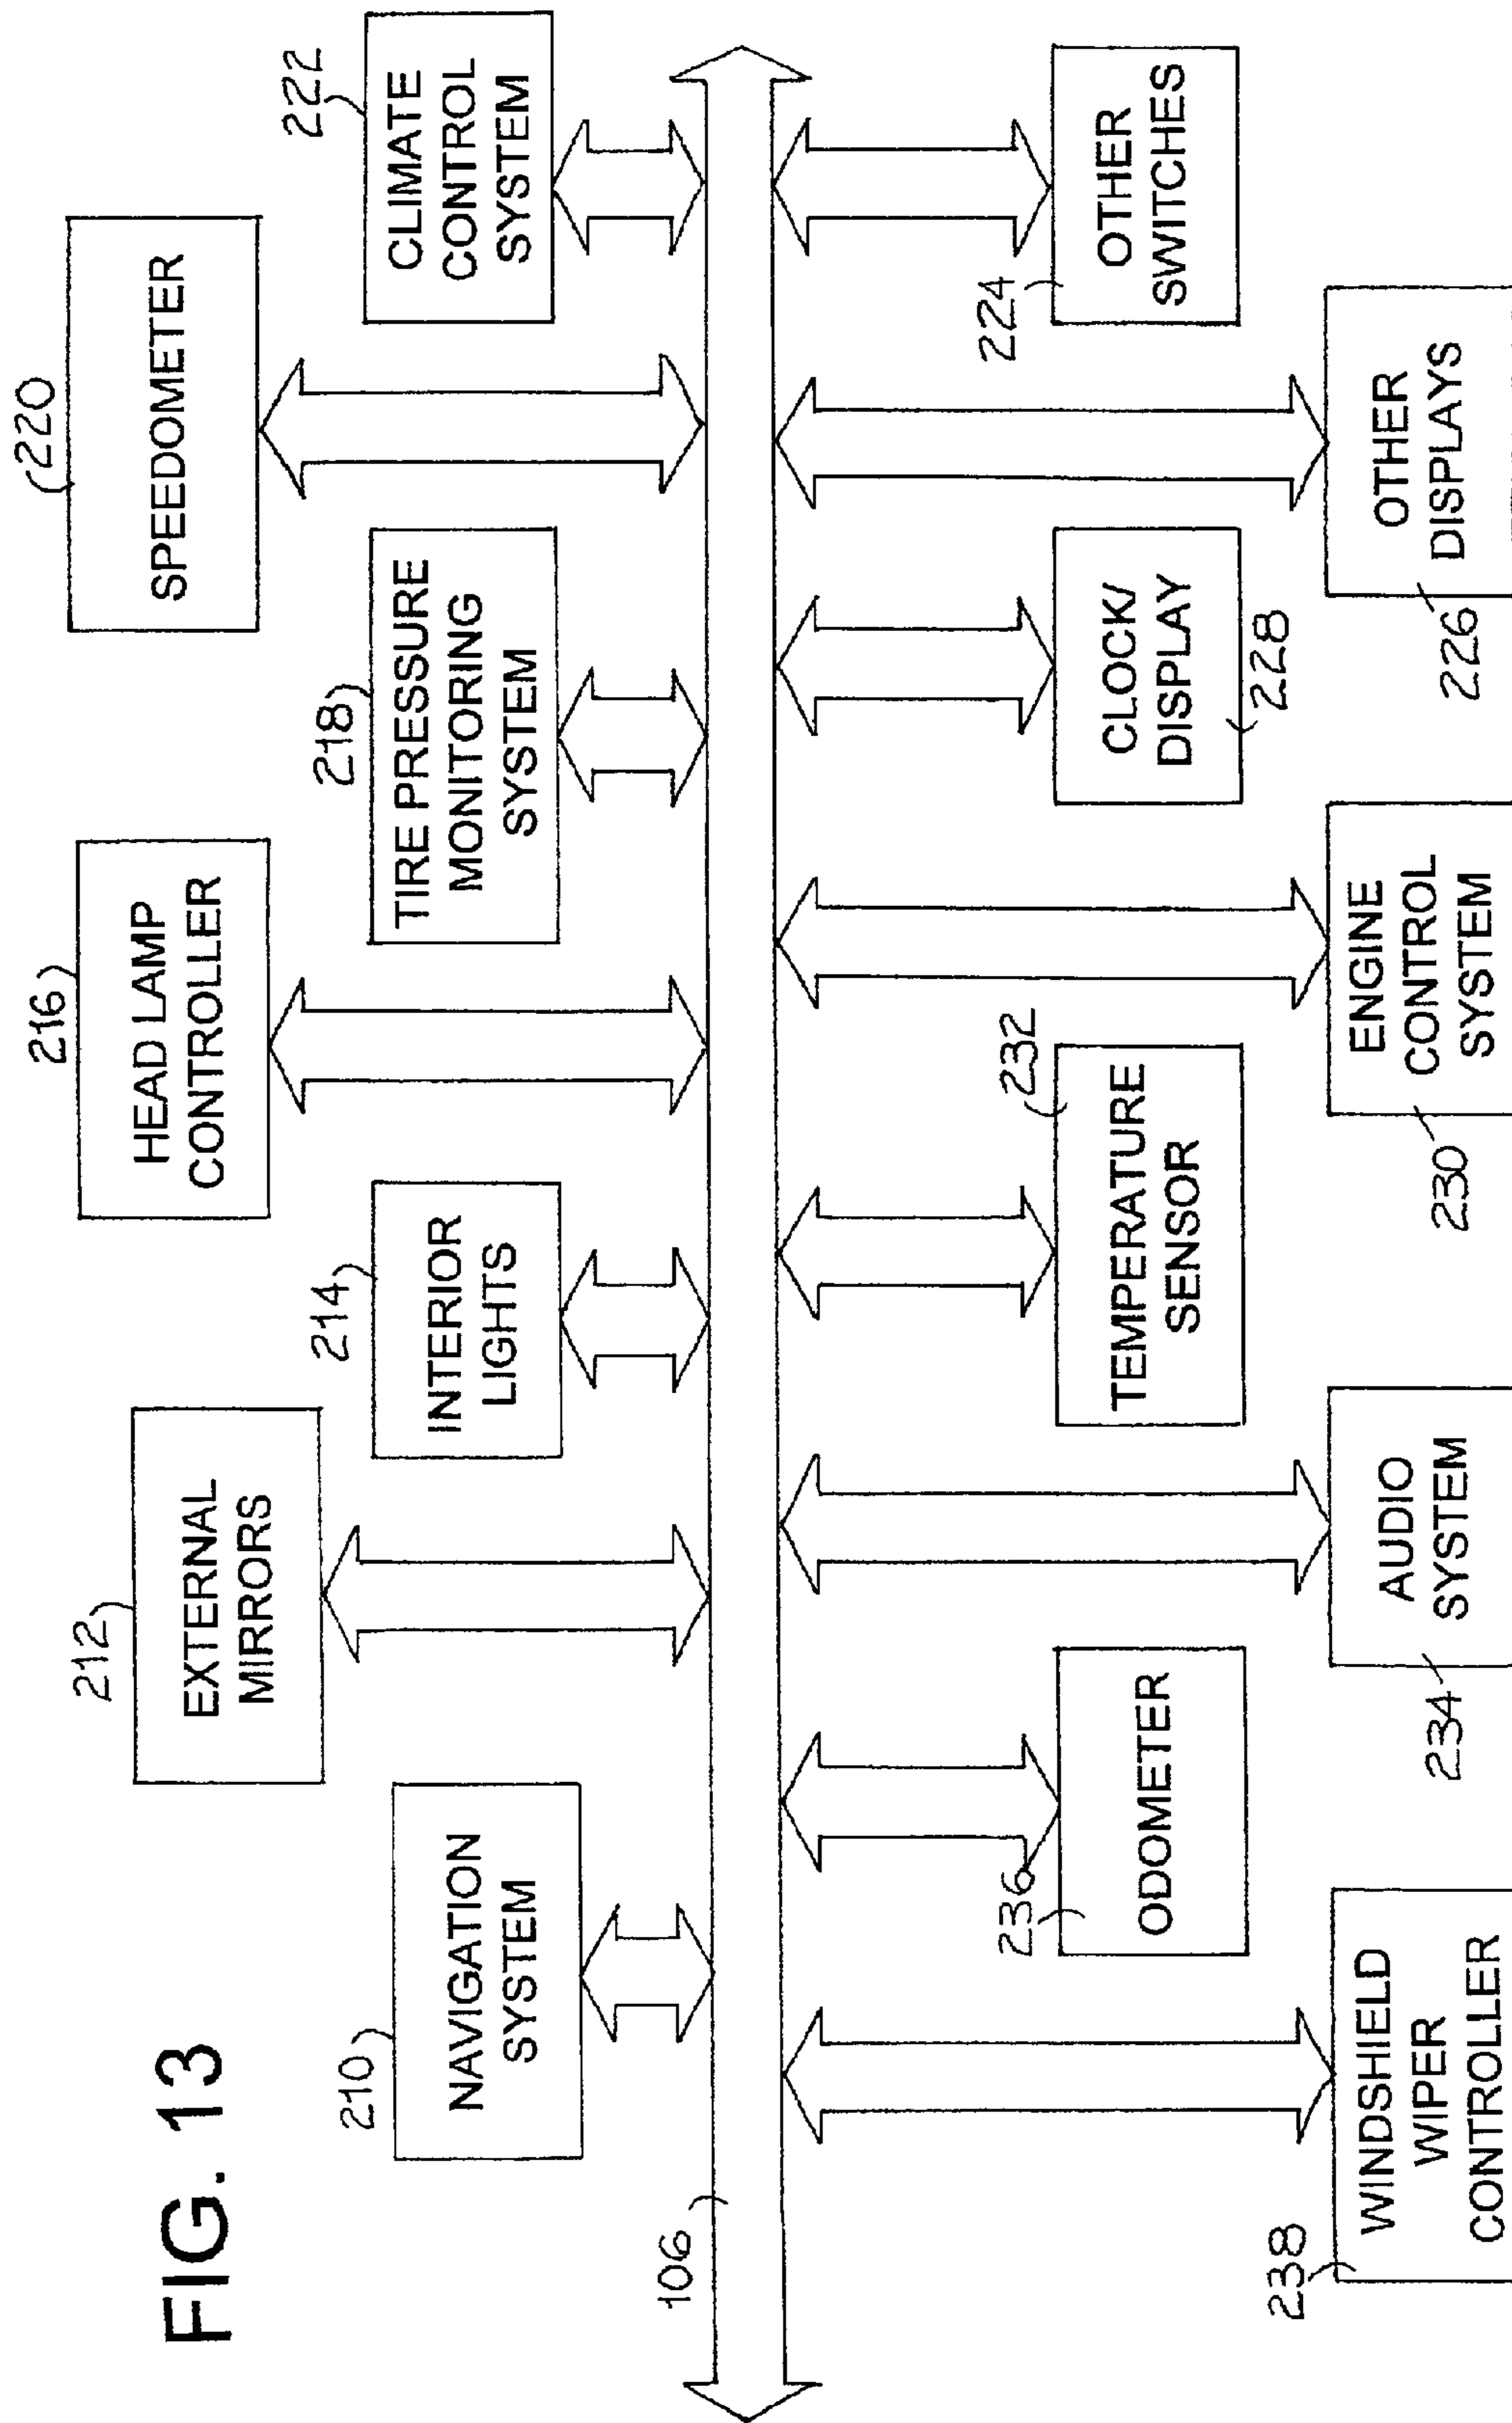 FIG. 13
210
NAVIGATION
SYSTEM
212
EXTERNAL
MIRRORS
214
INTERIOR
LIGHTS
216
HEAD LAMP
CONTROLLER
218
TIRE PRESSURE
MONITORING
SYSTEM
220
SPEEDOMETER
222
CLIMATE
CONTROL
SYSTEM
106
238
WINDSHIELD
WIPER
CONTROLLER
236
ODOMETER
234
AUDIO
SYSTEM
232
TEMPERATURE
SENSOR
230
ENGINE
CONTROL
SYSTEM
228
CLOCK/
DISPLAY
226
OTHER
DISPLAYS
224
OTHER
SWITCHES